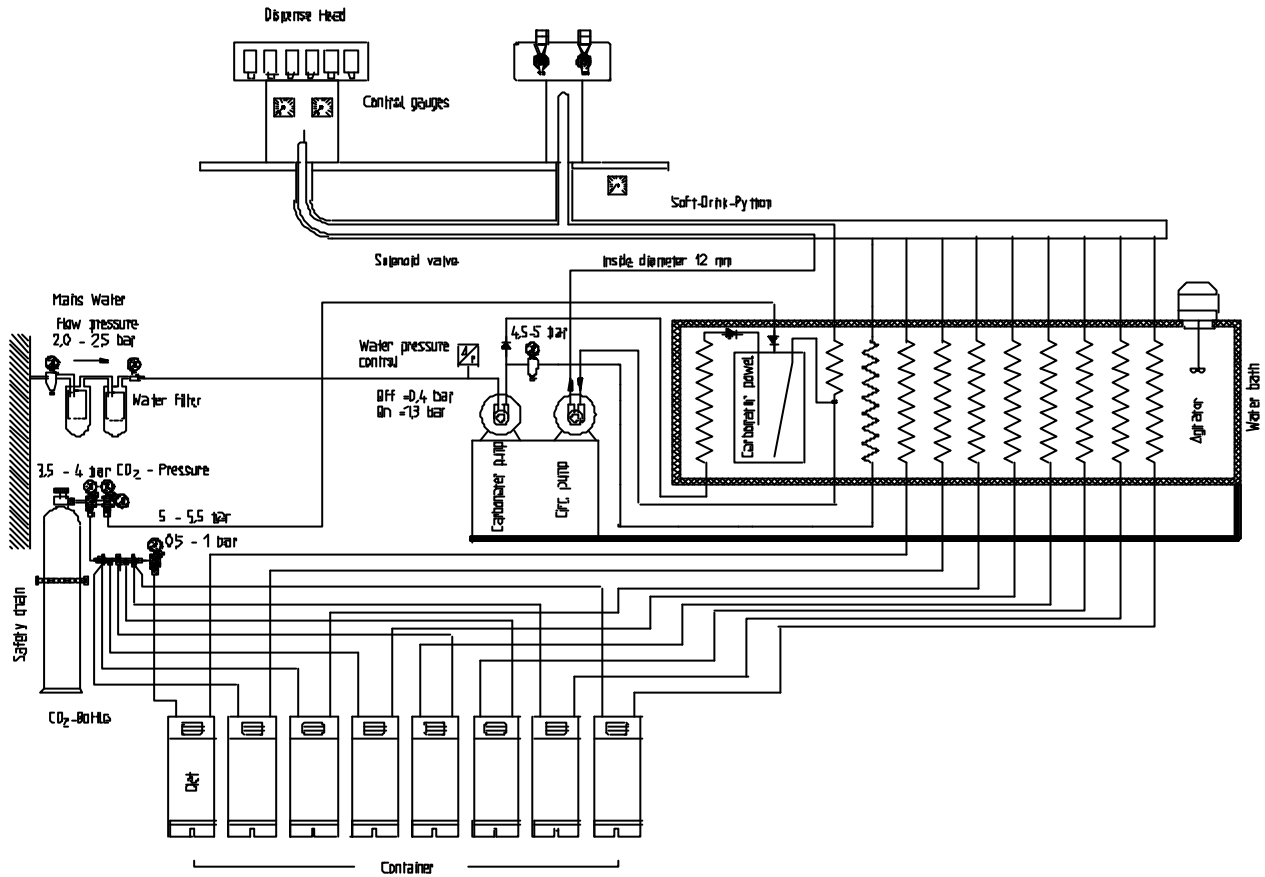 Dispense Head
Control gauges
Soft-Drink-Python
Solenoid valve
Inside diameter 12 mm
Mains Water
Flow pressure
2,0 - 2,5 bar
Water Filter
Water pressure
control
Off =0,4 bar
On =1,3 bar
4,5-5 bar
Carbonater pump
Circ. pump
Agitator
Water bath
3,5 - 4 bar CO2 - Pressure
5 - 5,5 bar
0,5 - 1 bar
Safety chain
CO2-Bottle
Diet
Container